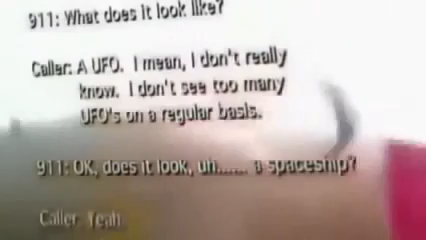 911: What does it look like?
Caller: A UFO. I mean, I don't really
know. I don't see too many
UFO's on a regular basis.
911: OK, does it look, uh...... a spaceship?
Caller: Yeah.